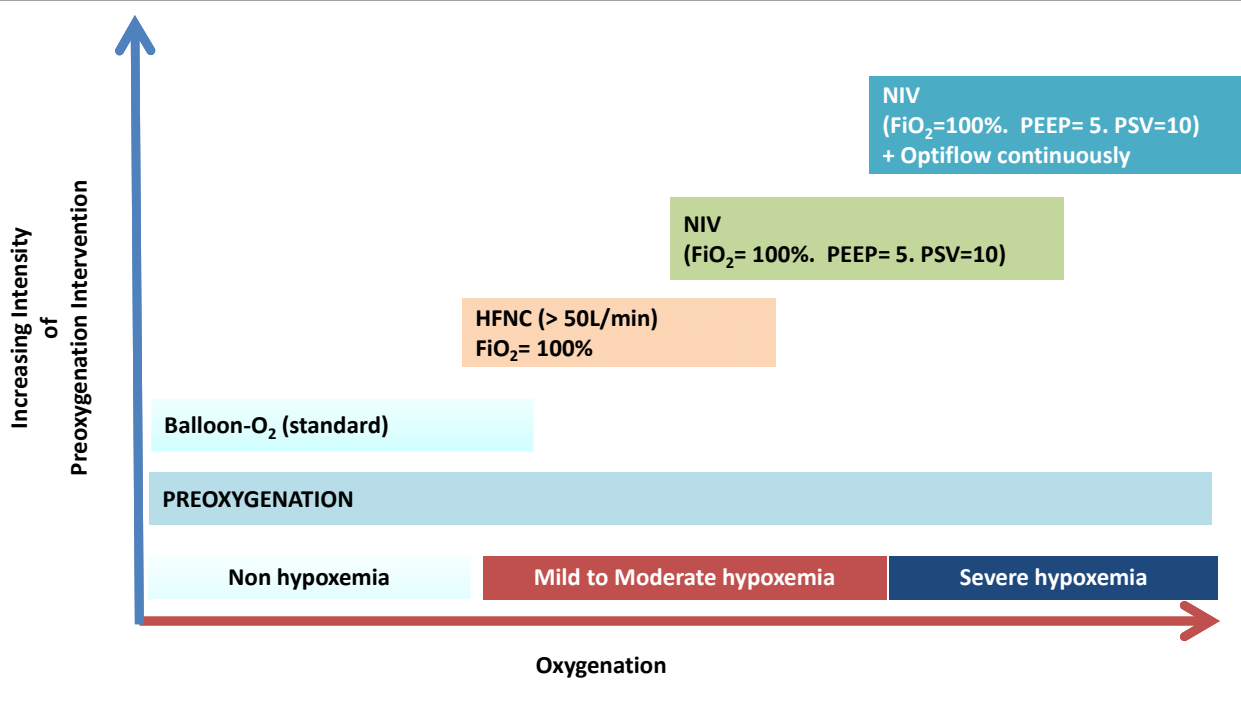 NIV
(FiO₂=100%.  PEEP= 5. PSV=10)
+ Optiflow continuously
NIV
(FiO₂= 100%.  PEEP= 5. PSV=10)
HFNC (> 50L/min)
FiO₂= 100%
Balloon-O₂ (standard)
PREOXYGENATION
Non hypoxemia
Mild to Moderate hypoxemia
Severe hypoxemia
Oxygenation
Increasing Intensity
of
Preoxygenation Intervention